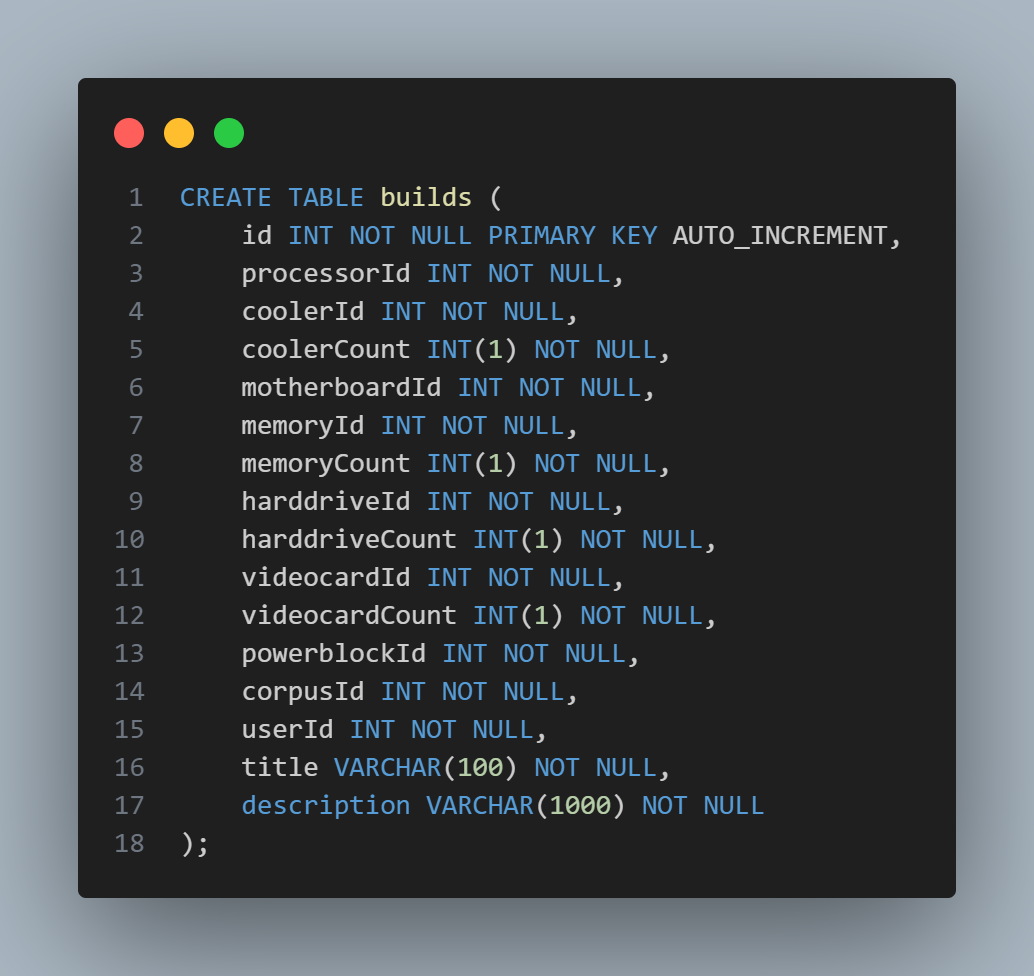 1 CREATE TABLE builds (
2     id INT NOT NULL PRIMARY KEY AUTO_INCREMENT,
3     processorId INT NOT NULL,
4     coolerId INT NOT NULL,
5     coolerCount INT(1) NOT NULL,
6     motherboardId INT NOT NULL,
7     memoryId INT NOT NULL,
8     memoryCount INT(1) NOT NULL,
9     harddriveId INT NOT NULL,
10     harddriveCount INT(1) NOT NULL,
11     videocardId INT NOT NULL,
12     videocardCount INT(1) NOT NULL,
13     powerblockId INT NOT NULL,
14     corpusId INT NOT NULL,
15     userId INT NOT NULL,
16     title VARCHAR(100) NOT NULL,
17     description VARCHAR(1000) NOT NULL
18 );